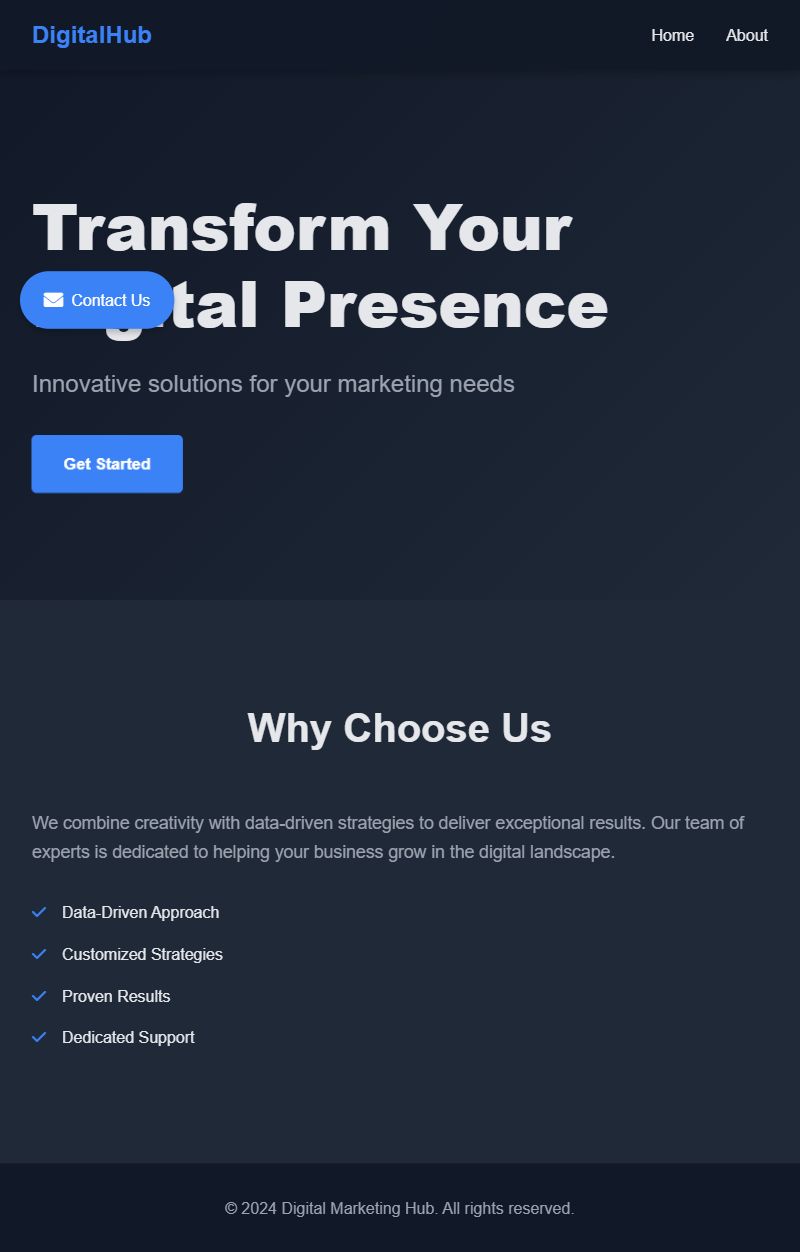 DigitalHub
Home
About
Transform Your
tal Presence
Contact Us
Innovative solutions for your marketing needs
Get Started
Why Choose Us
We combine creativity with data-driven strategies to deliver exceptional results. Our team of
experts is dedicated to helping your business grow in the digital landscape.
Data-Driven Approach
Customized Strategies
Proven Results
Dedicated Support
© 2024 Digital Marketing Hub. All rights reserved.